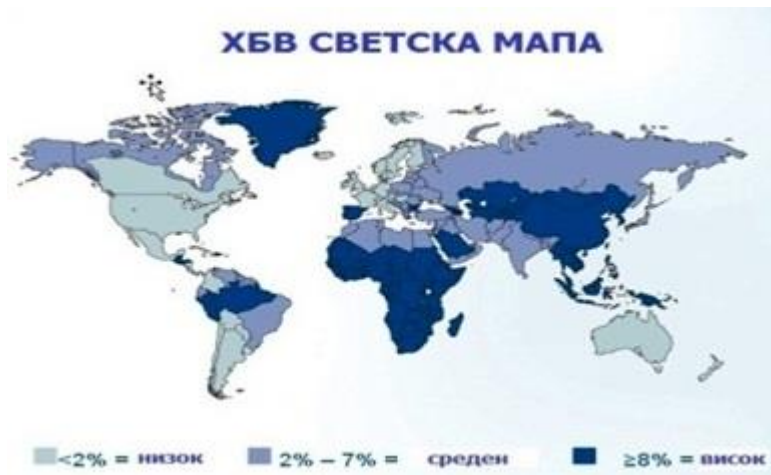 ХБВ СВЕТСКА МАПА
<2% = низок 2% – 7% = среден ≥8% = висок